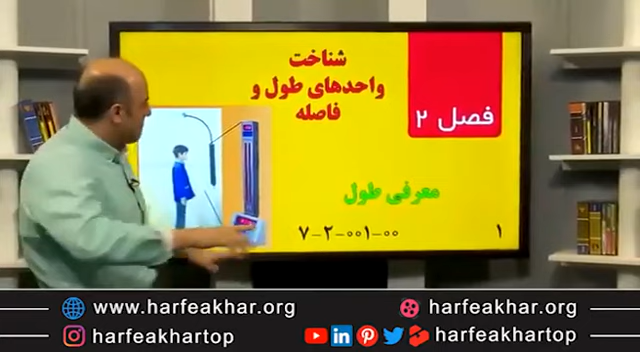 شناخت
واحدهای طول و
فاصله
فصل ۲
معرفی طول
۷-۲-۰۰۱-۰۰
۱
www.harfeakhar.org
harfeakhar.org
harfeakhartop
harfeakhartop